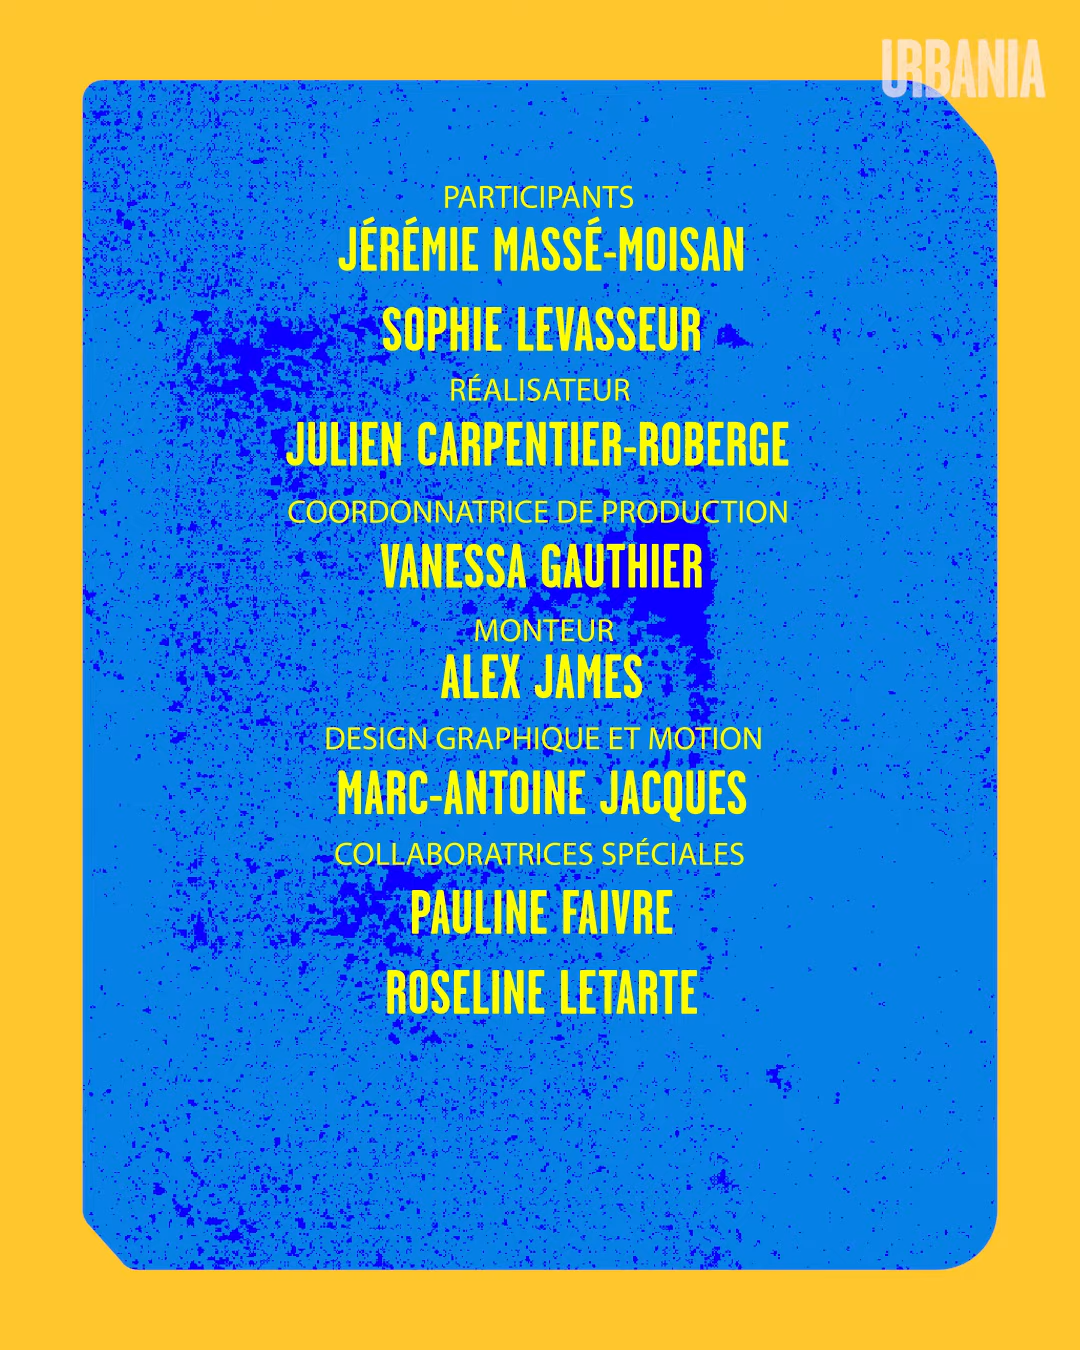 URBANIA
PARTICIPANTS
JÉRÉMIE MASSÉ-MOISAN
SOPHIE LEVASSEUR
RÉALISATEUR
JULIEN CARPENTIER-ROBERGE
COORDONNATRICE DE PRODUCTION
VANESSA GAUTHIER
MONTEUR
ALEX JAMES
DESIGN GRAPHIQUE ET MOTION
MARC-ANTOINE JACQUES
COLLABORATRICES SPÉCIALES
PAULINE FAIVRE
ROSELINE LETARTE